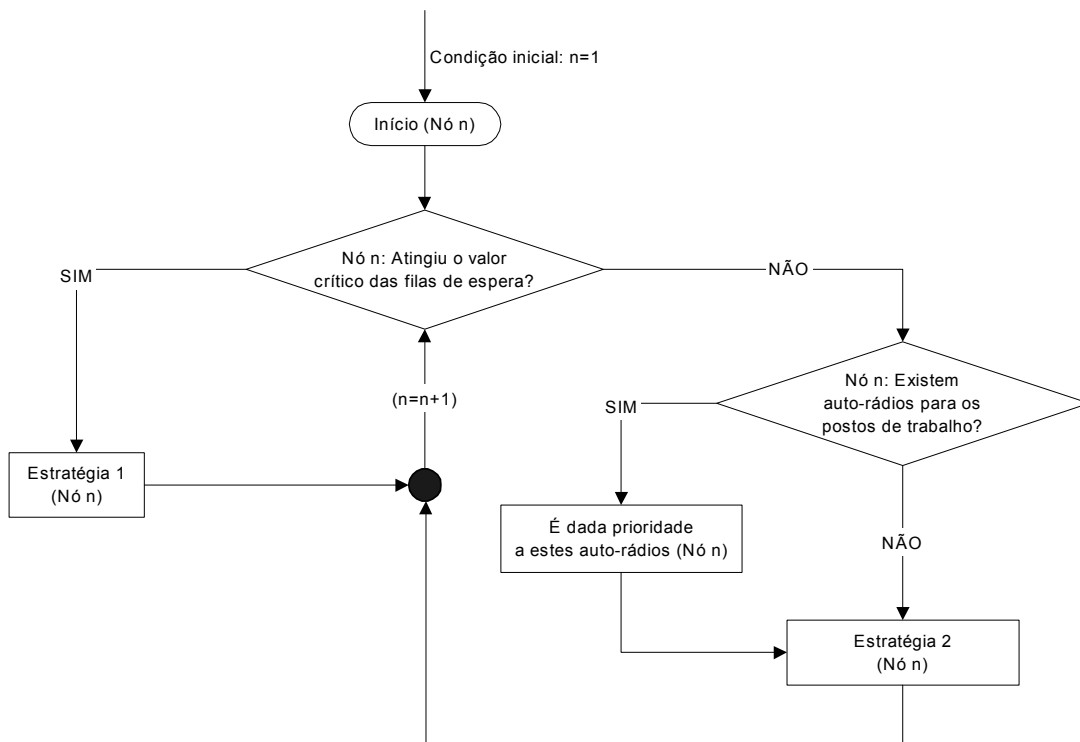 Condição inicial: n=1
Início (Nó n)
Nó n: Atingiu o valor
crítico das filas de espera?
SIM
NÃO
Nó n: Existem
auto-rádios para os
postos de trabalho?
(n=n+1)
SIM
Estratégia 1
(Nó n)
É dada prioridade
a estes auto-rádios (Nó n)
NÃO
Estratégia 2
(Nó n)